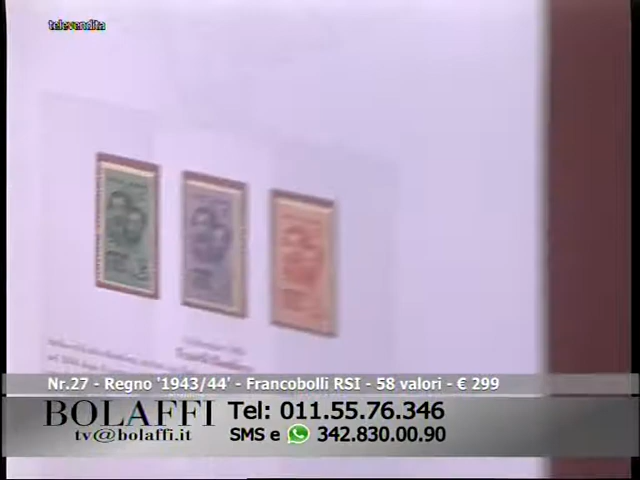 televendita
Nr.27 - Regno '1943/44' - Francobolli RSI - 58 valori - € 299
BOLAFFI
tv@bolaffi.it
Tel: 011.55.76.346
SMS e 342.830.00.90